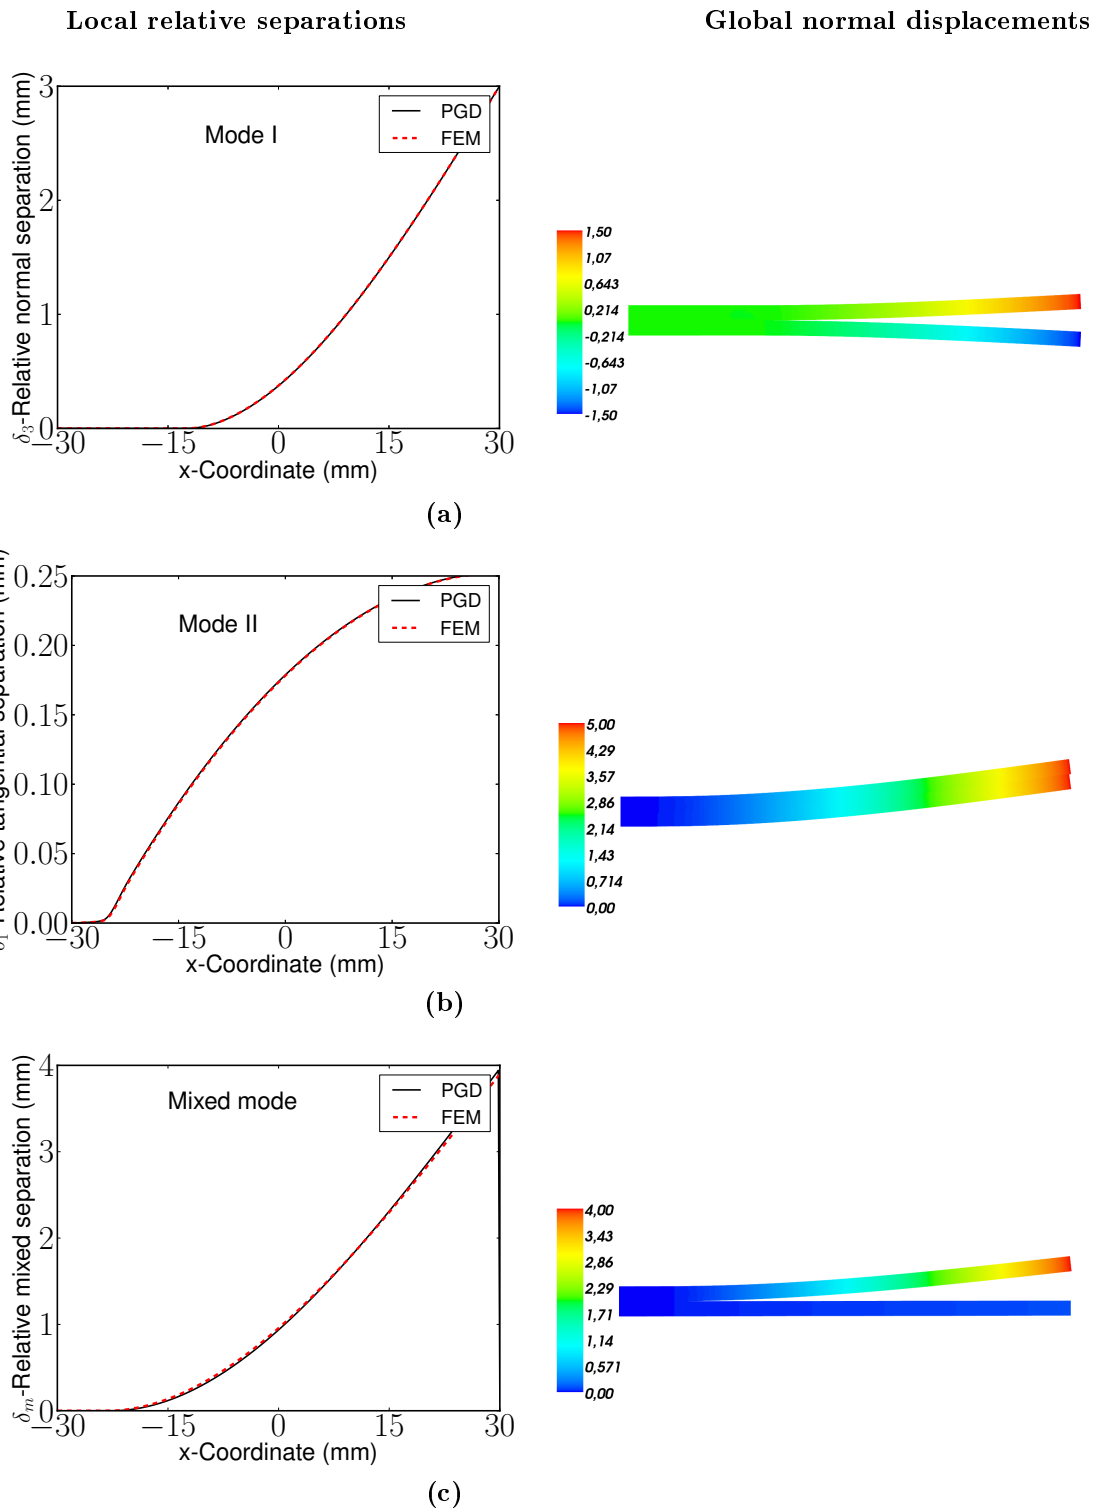 Local relative separations
Global normal displacements
δ3-Relative normal separation (mm)
3
2
1
0
Mode I
PGD
FEM
−30
−15
0
15
30
x-Coordinate (mm)
1,50
1,07
0,643
0,214
-0,214
-0,643
-1,07
-1,50
(a)
Relative tangential separation (mm)
0.25
0.20
0.15
0.10
0.05
0.00
Mode II
PGD
FEM
−30
−15
0
15
30
x-Coordinate (mm)
5,00
4,29
3,57
2,86
2,14
1,43
0,714
0,00
(b)
δm-Relative mixed separation (mm)
4
3
2
1
0
Mixed mode
PGD
FEM
−30
−15
0
15
30
x-Coordinate (mm)
4,00
3,43
2,86
2,29
1,71
1,14
0,571
0,00
(c)